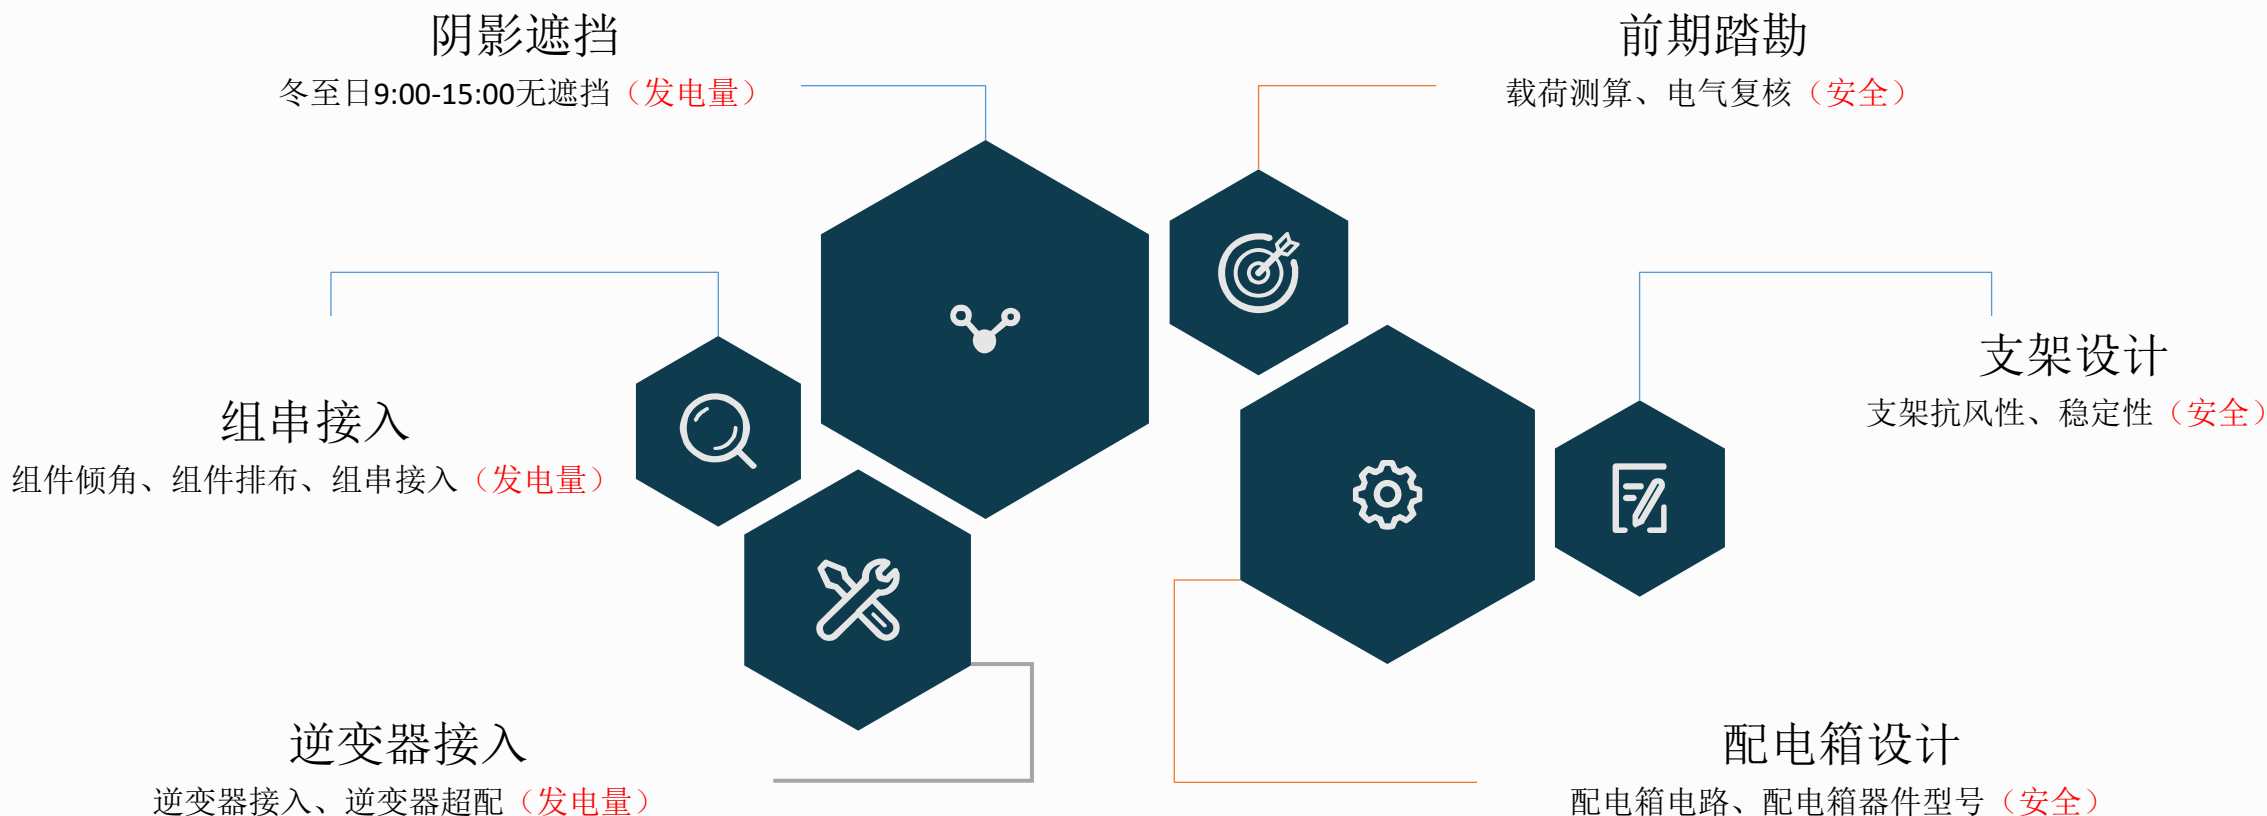 阴影遮挡
冬至日9:00-15:00无遮挡（发电量）
前期踏勘
载荷测算、电气复核（安全）
组串接入
组件倾角、组件排布、组串接入（发电量）
支架设计
支架抗风性、稳定性（安全）
逆变器接入
逆变器接入、逆变器超配（发电量）
配电箱设计
配电箱电路、配电箱器件型号（安全）